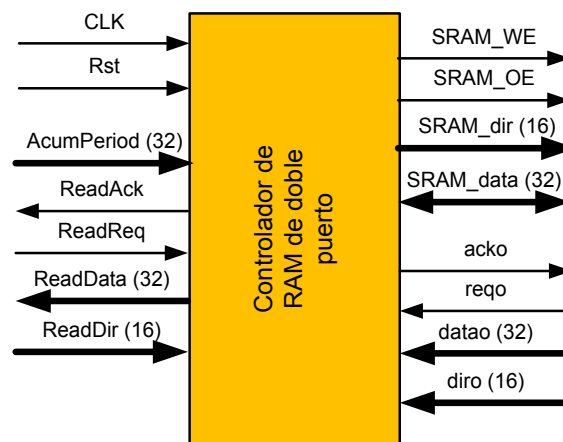 CLK
Rst
AcumPeriod (32)
ReadAck
ReadReq
ReadData (32)
ReadDir (16)
Controlador de
RAM de doble
puerto
SRAM_WE
SRAM_OE
SRAM_dir (16)
SRAM_data (32)
acko
reqo
datao (32)
diro (16)